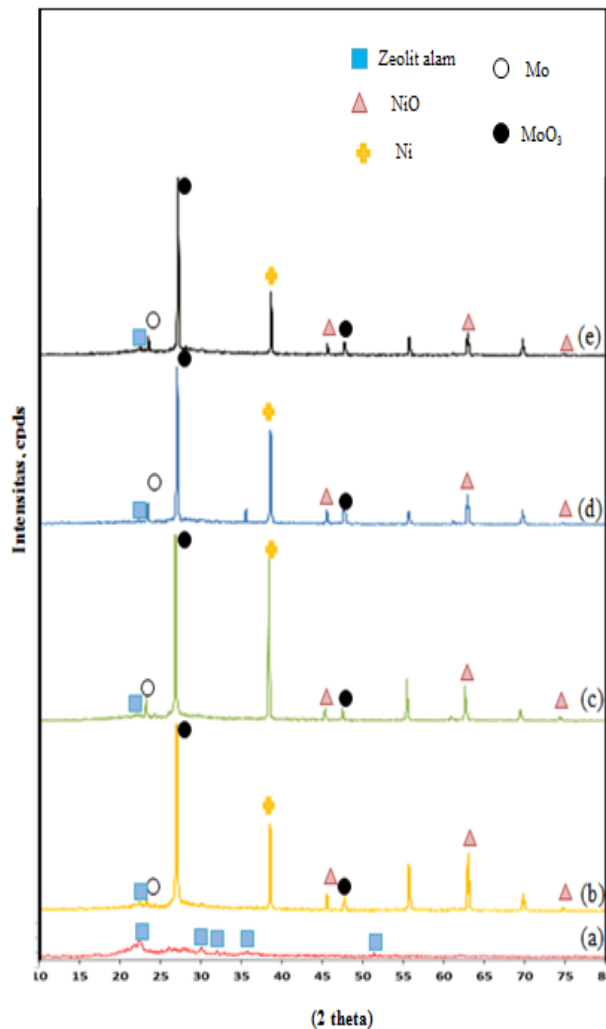 Zeolit alam
Mo
NiO
MoO₃
Ni
(e)
(d)
(c)
(b)
(a)
Intensitas, cpds
10 15 20 25 30 35 40 45 50 55 60 65 70 75 80
(2 theta)